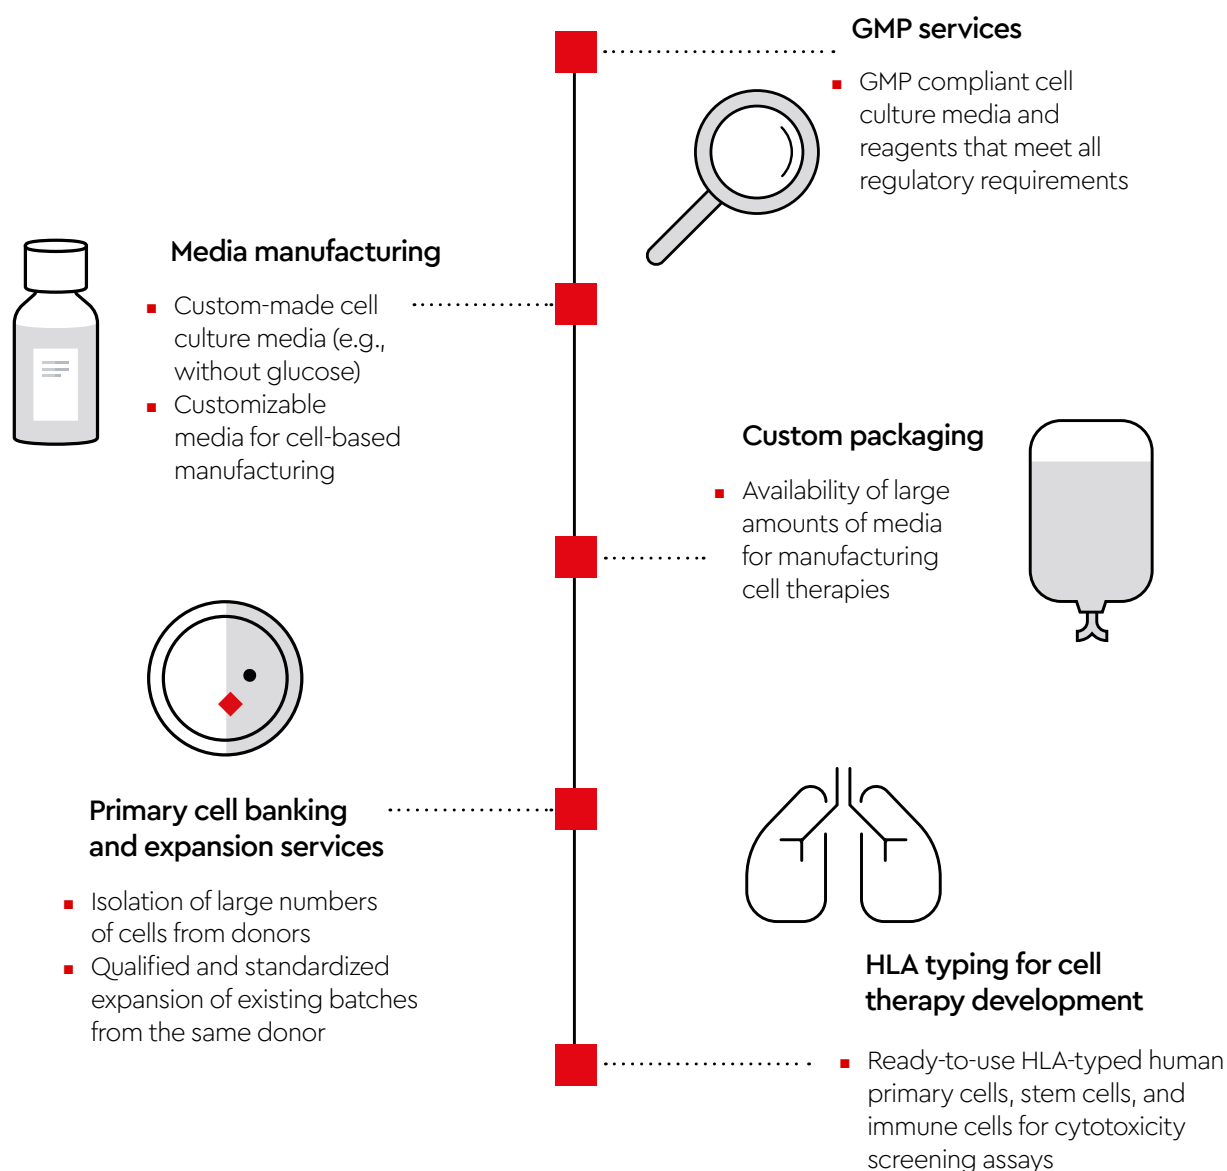 GMP services
▪ GMP compliant cell
culture media and
reagents that meet all
regulatory requirements
Media manufacturing
▪ Custom-made cell
culture media (e.g.,
without glucose)
▪ Customizable
media for cell-based
manufacturing
Custom packaging
▪ Availability of large
amounts of media
for manufacturing
cell therapies
Primary cell banking
and expansion services
▪ Isolation of large numbers
of cells from donors
▪ Qualified and standardized
expansion of existing batches
from the same donor
HLA typing for cell
therapy development
▪ Ready-to-use HLA-typed human
primary cells, stem cells, and
immune cells for cytotoxicity
screening assays